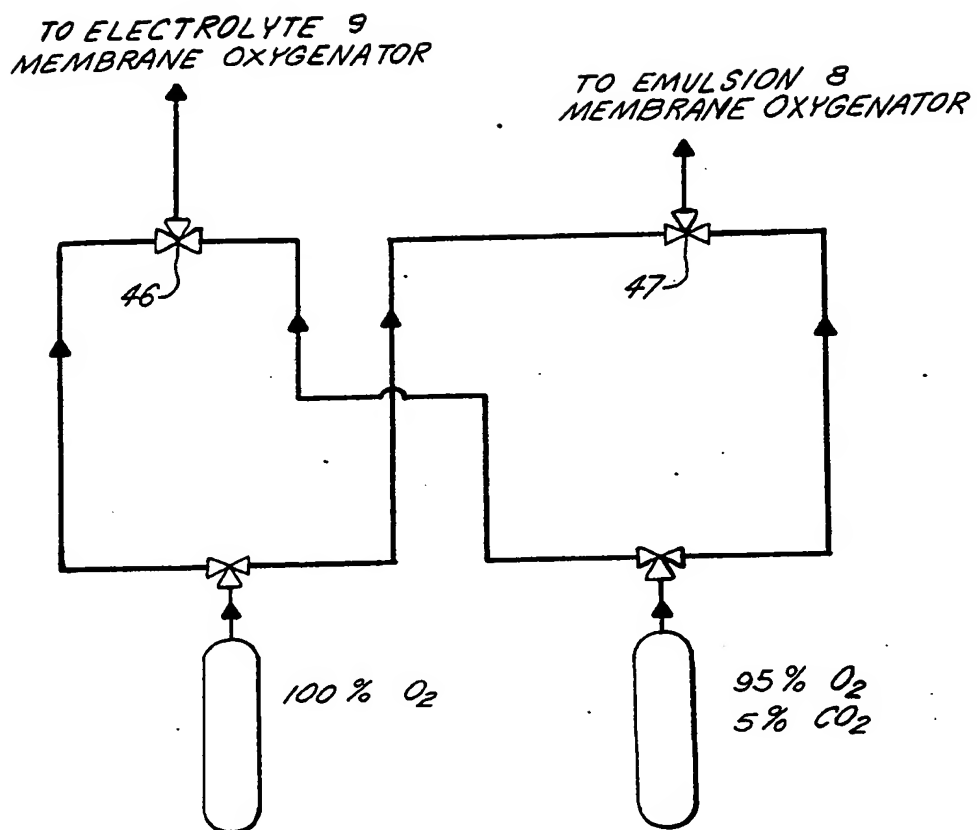 TO ELECTROLYTE 9
MEMBRANE OXYGENATOR
TO EMULSION 8
MEMBRANE OXYGENATOR
46
47
100% O₂
95% O₂
5% CO₂